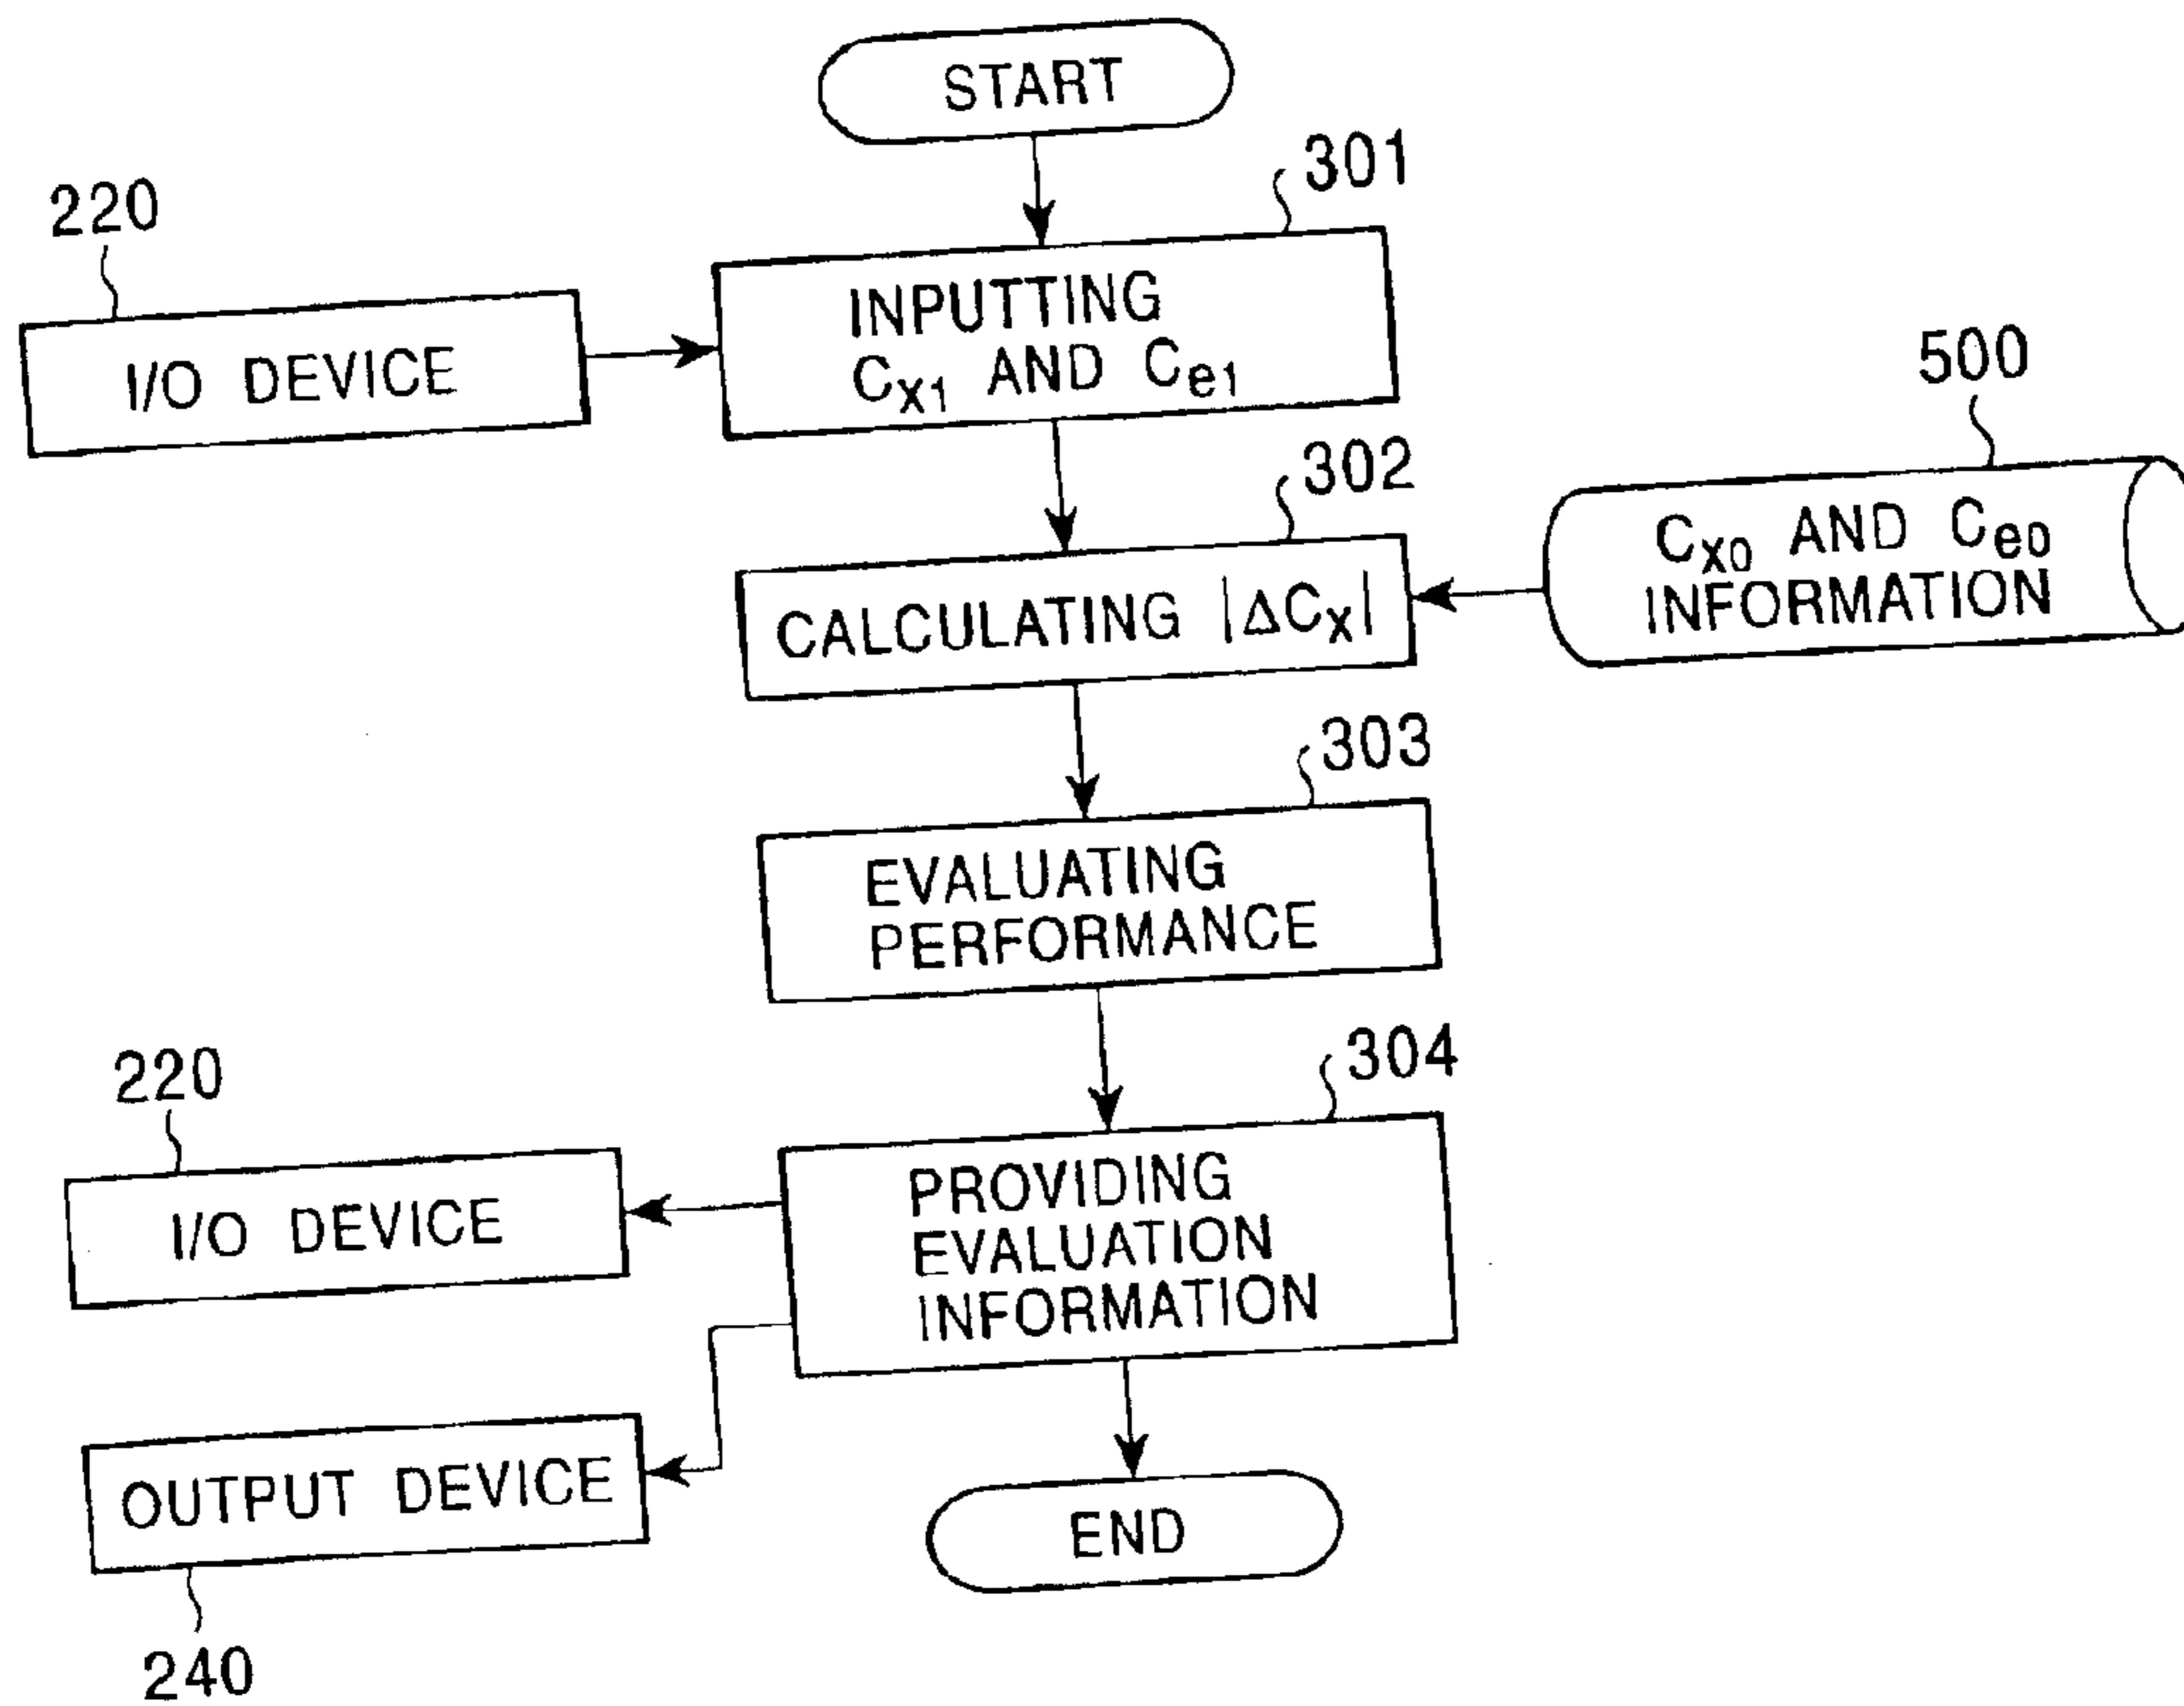 START
301
220
INPUTTING
Cx1 AND Ce1
I/O DEVICE
500
302
Cx0 AND Ce0
INFORMATION
CALCULATING |ΔCx|
303
EVALUATING
PERFORMANCE
304
220
PROVIDING
EVALUATION
INFORMATION
I/O DEVICE
OUTPUT DEVICE
END
240